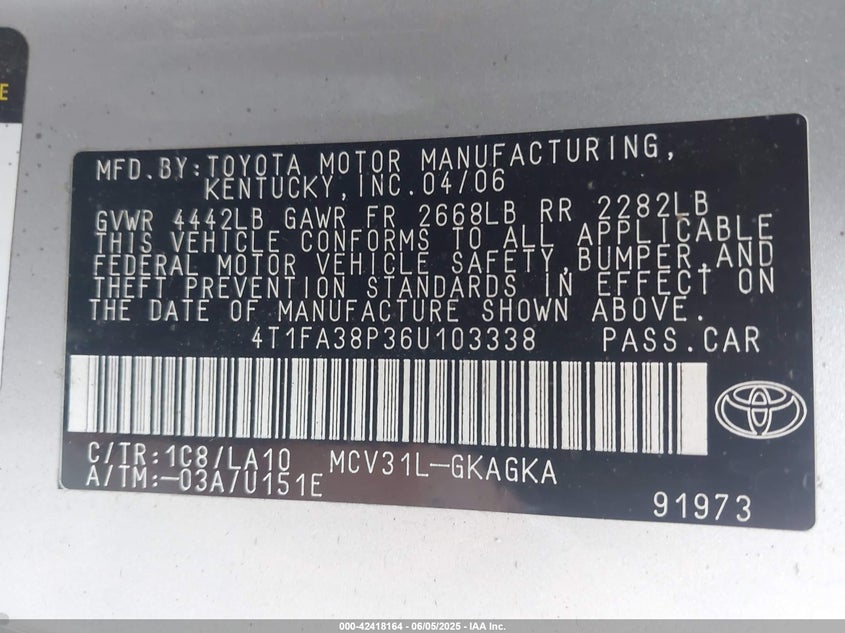 E
MFD.BY:TOYOTA MOTOR MANUFACTURING,
KENTUCKY,INC.04/06
GVWR 4442LB GAWR FR 2668LB RR 2282LB
THIS VEHICLE CONFORMS TO ALL APPLICABLE
FEDERAL MOTOR VEHICLE SAFETY,BUMPER,AND
THEFT PREVENTION STANDARDS IN EFFECT ON
THE DATE OF MANUFACTURE SHOWN ABOVE.
4T1FA38P36U103338 PASS.CAR
C/TR:1C8/LA10 MCV31L-GKAGKA
A/TM:-03A/U151E
91973
000-42418164 - 06/05/2025 - IAA Inc.